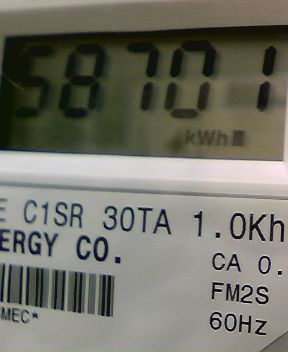 58701
kWh
E C1SR 30TA 1.0Kh
ERGY CO.
CA 0.
FM2S
MEC*
60Hz